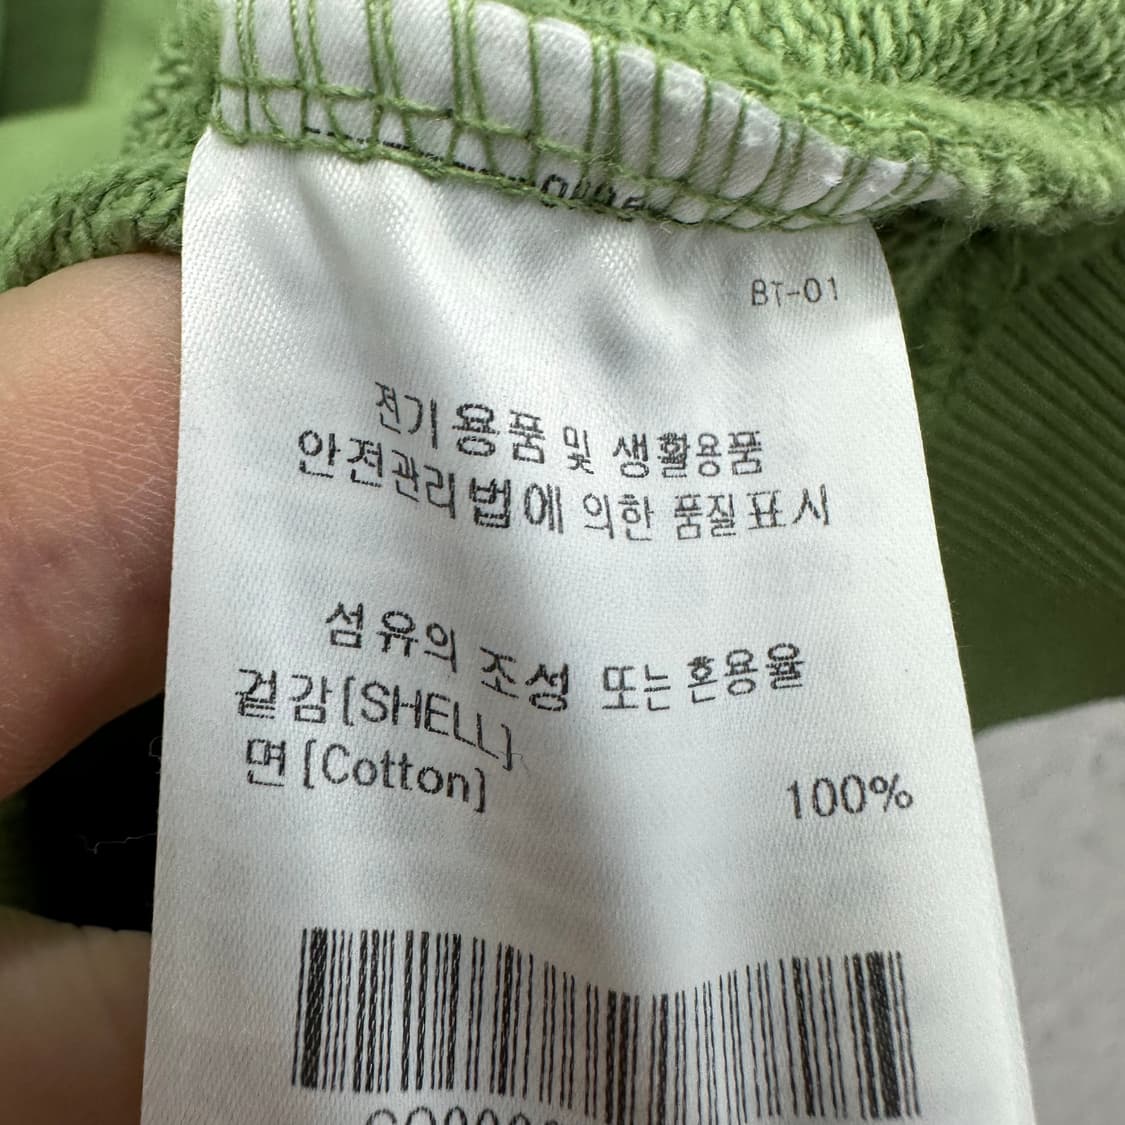 BT-01
전기용품 및 생활용품
안전관리법에 의한 품질표시
섬유의 조성 또는 혼용율
겉감[SHELL]
면[Cotton] 100%